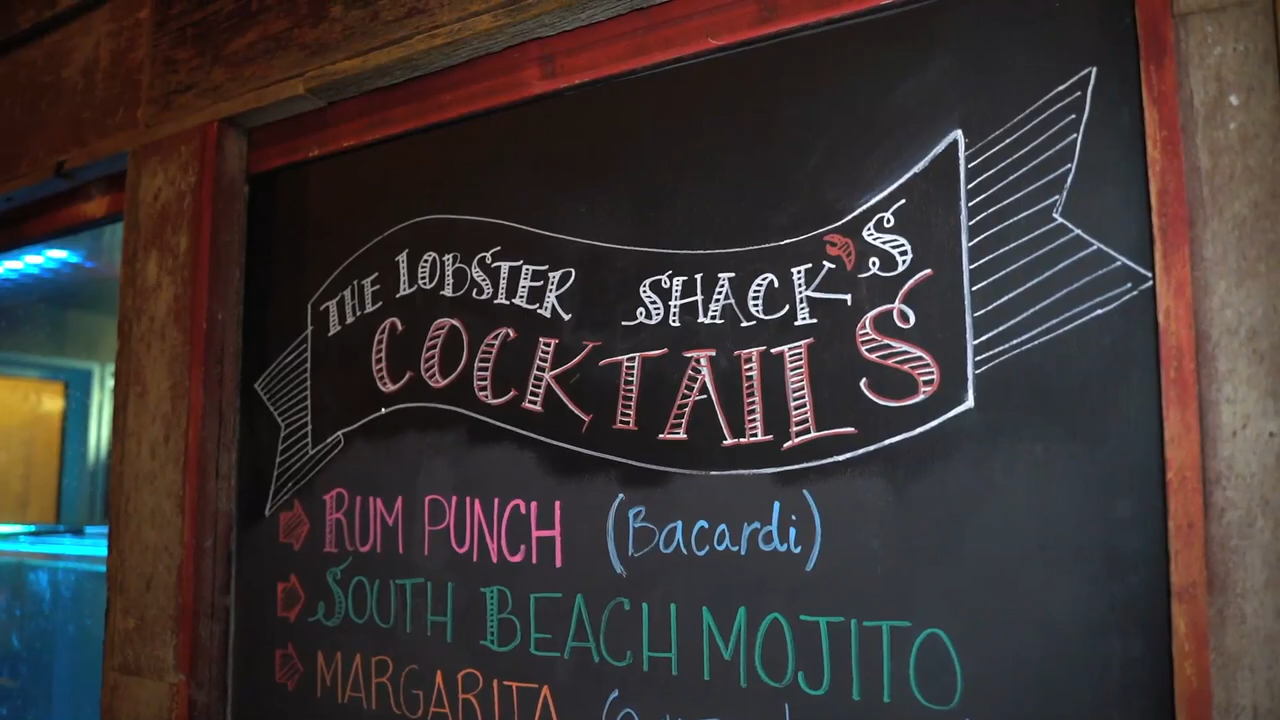 THE LOBSTER SHACK'S
COCKTAILS
RUM PUNCH (Bacardi)
SOUTH BEACH MOJITO
MARGARITA